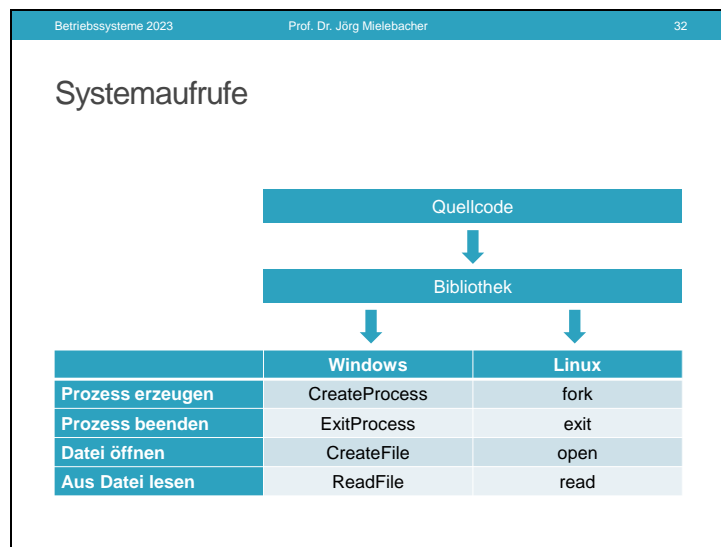 Betriebssysteme 2023 Prof. Dr. Jörg Mielebacher 32
Systemaufrufe
Quellcode
Bibliothek
Windows Linux
Prozess erzeugen CreateProcess fork
Prozess beenden ExitProcess exit
Datei öffnen CreateFile open
Aus Datei lesen ReadFile read